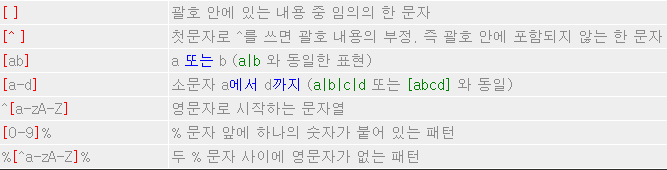 [ ] 괄호 안에 있는 내용 중 임의의 한 문자
[^ ] 첫문자로 ^를 쓰면 괄호 내용의 부정. 즉 괄호 안에 포함되지 않는 한 문자
[ab] a 또는 b (a|b 와 동일한 표현)
[a-d] 소문자 a에서 d까지 (a|b|c|d 또는 [abcd] 와 동일)
^[a-zA-Z] 영문자로 시작하는 문자열
[0-9]% % 문자 앞에 하나의 숫자가 붙어 있는 패턴
%[^a-zA-Z]% 두 % 문자 사이에 영문자가 없는 패턴